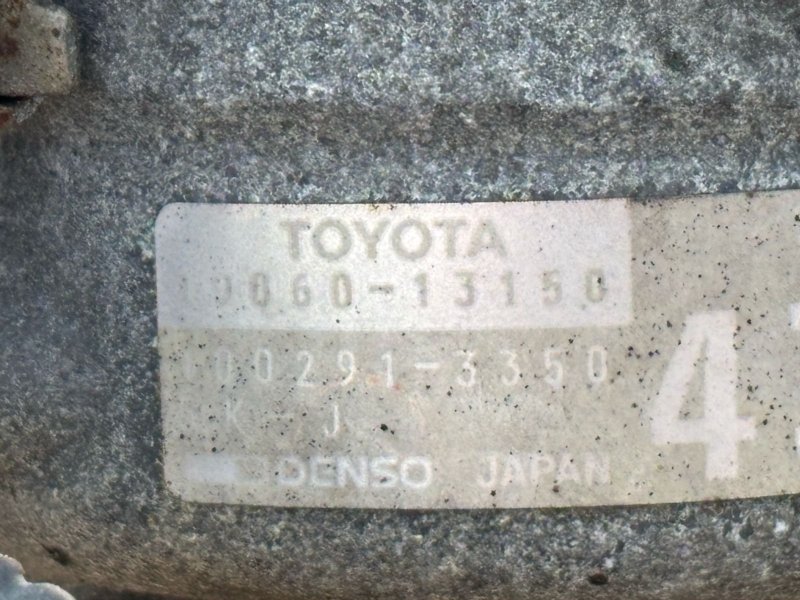 TOYOTA
19060-13150
100291-3350
K J
DENSO JAPAN
4